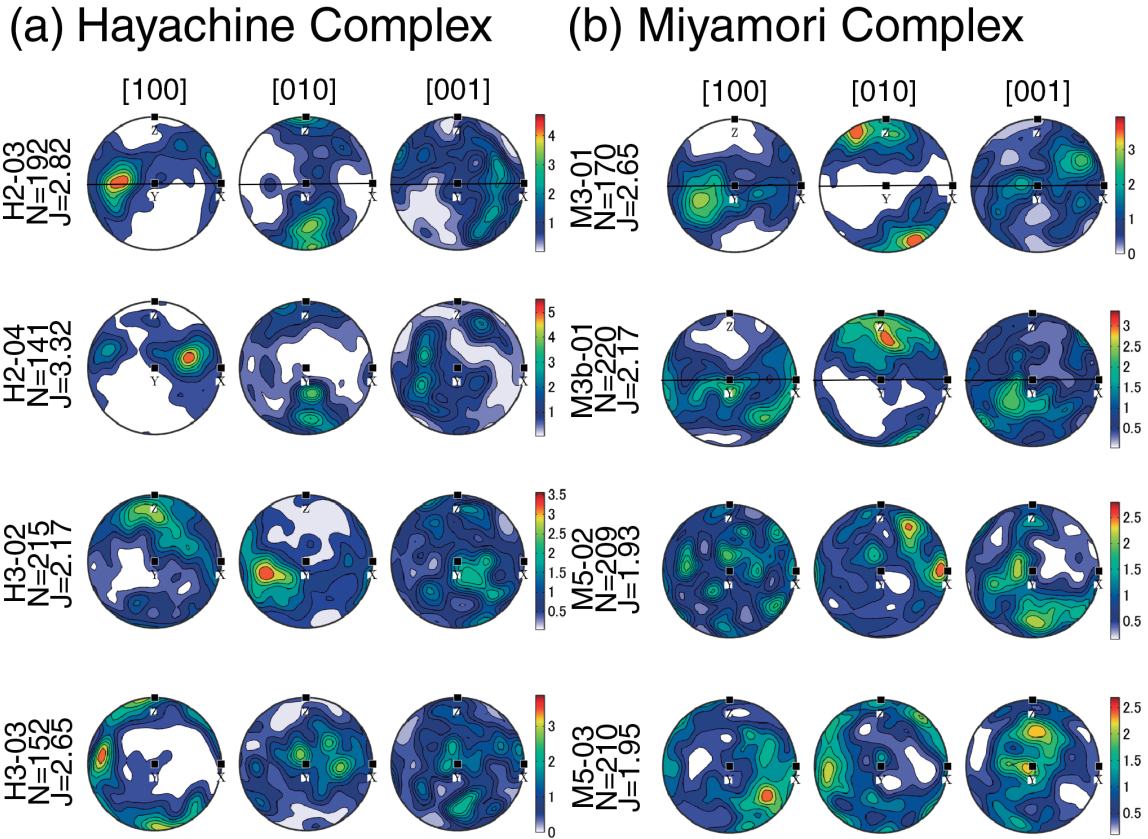 (a) Hayachine Complex
(b) Miyamori Complex
[100] [010] [001]
[100] [010] [001]
H2-03
N=192
J=2.82
Z Z Z
Y X Y X Y X
4
3
2
1
M3-01
N=170
J=2.65
Z Z Z
Y X Y X Y X
3
2
1
0
H2-04
N=141
J=3.32
Z Z Z
Y X Y X Y X
5
4
3
2
1
M3b-01
N=220
J=2.17
Z Z Z
Y X Y X Y X
3
2.5
2
1.5
1
0.5
H3-02
N=215
J=2.17
Z Z Z
Y X Y X Y X
3.5
3
2.5
2
1.5
1
0.5
M5-02
N=209
J=1.93
Z Z Z
Y X Y X Y X
2.5
2
1.5
1
0.5
H3-03
N=152
J=2.65
Z Z Z
Y X Y X Y X
3
2
1
0
M5-03
N=210
J=1.95
Z Z Z
Y X Y X Y X
2.5
2
1.5
1
0.5